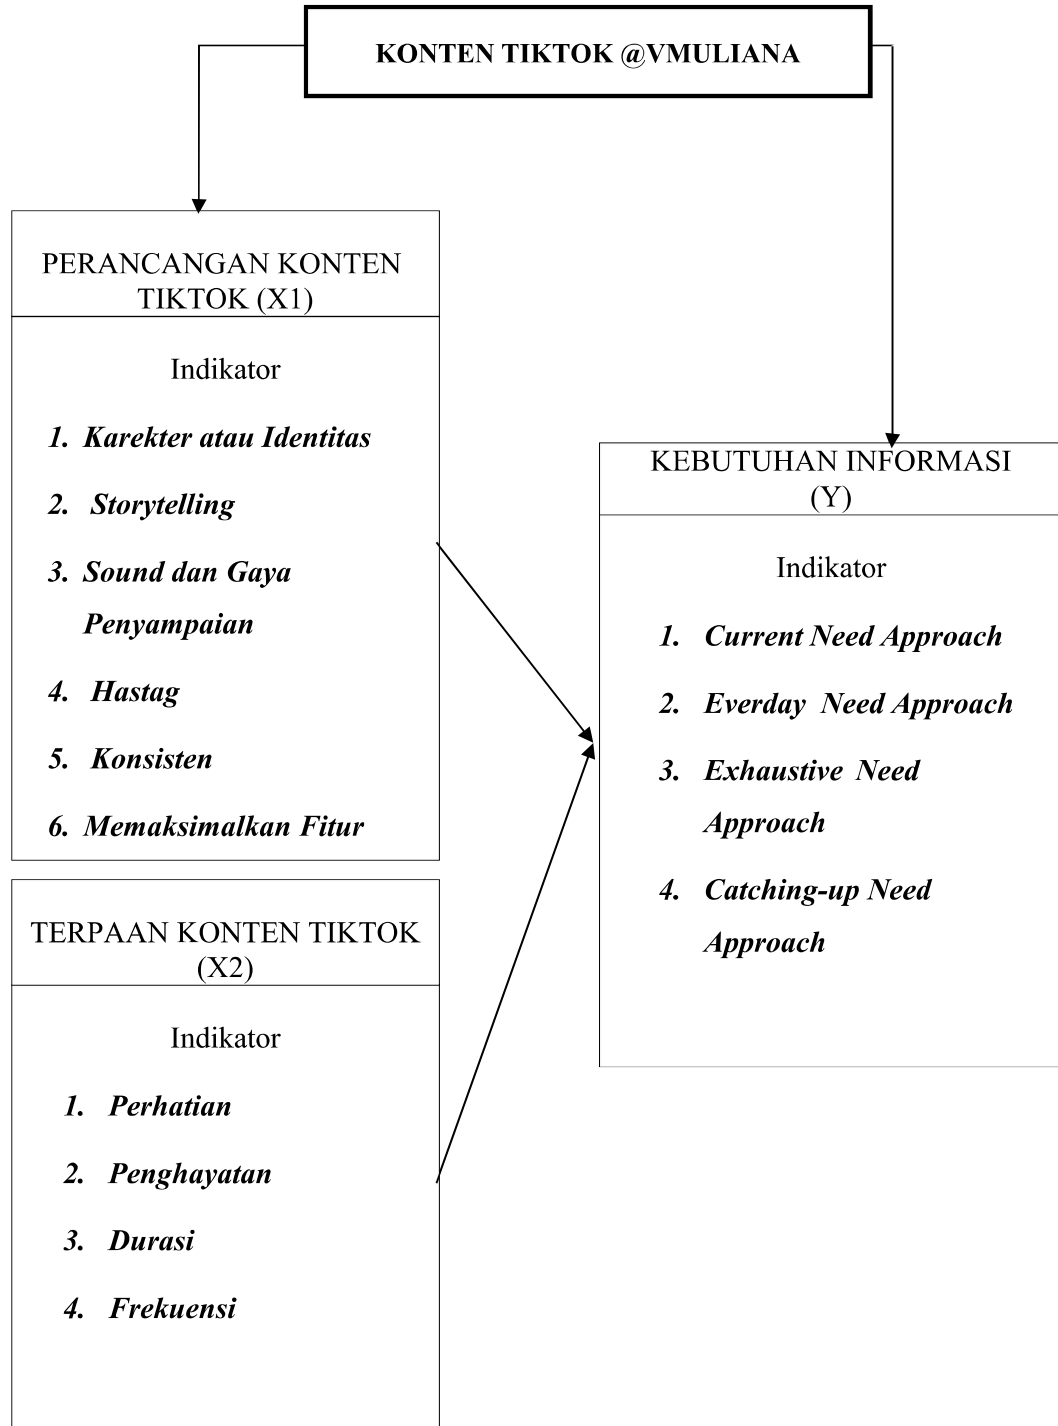 KONTEN TIKTOK @VMULIANA
PERANCANGAN KONTEN
TIKTOK (X1)
Indikator
1. Karekter atau Identitas
2. Storytelling
3. Sound dan Gaya
Penyampaian
4. Hastag
5. Konsisten
6. Memaksimalkan Fitur
TERPAAN KONTEN TIKTOK
(X2)
Indikator
1. Perhatian
2. Penghayatan
3. Durasi
4. Frekuensi
KEBUTUHAN INFORMASI
(Y)
Indikator
1. Current Need Approach
2. Everday Need Approach
3. Exhaustive Need
Approach
4. Catching-up Need
Approach